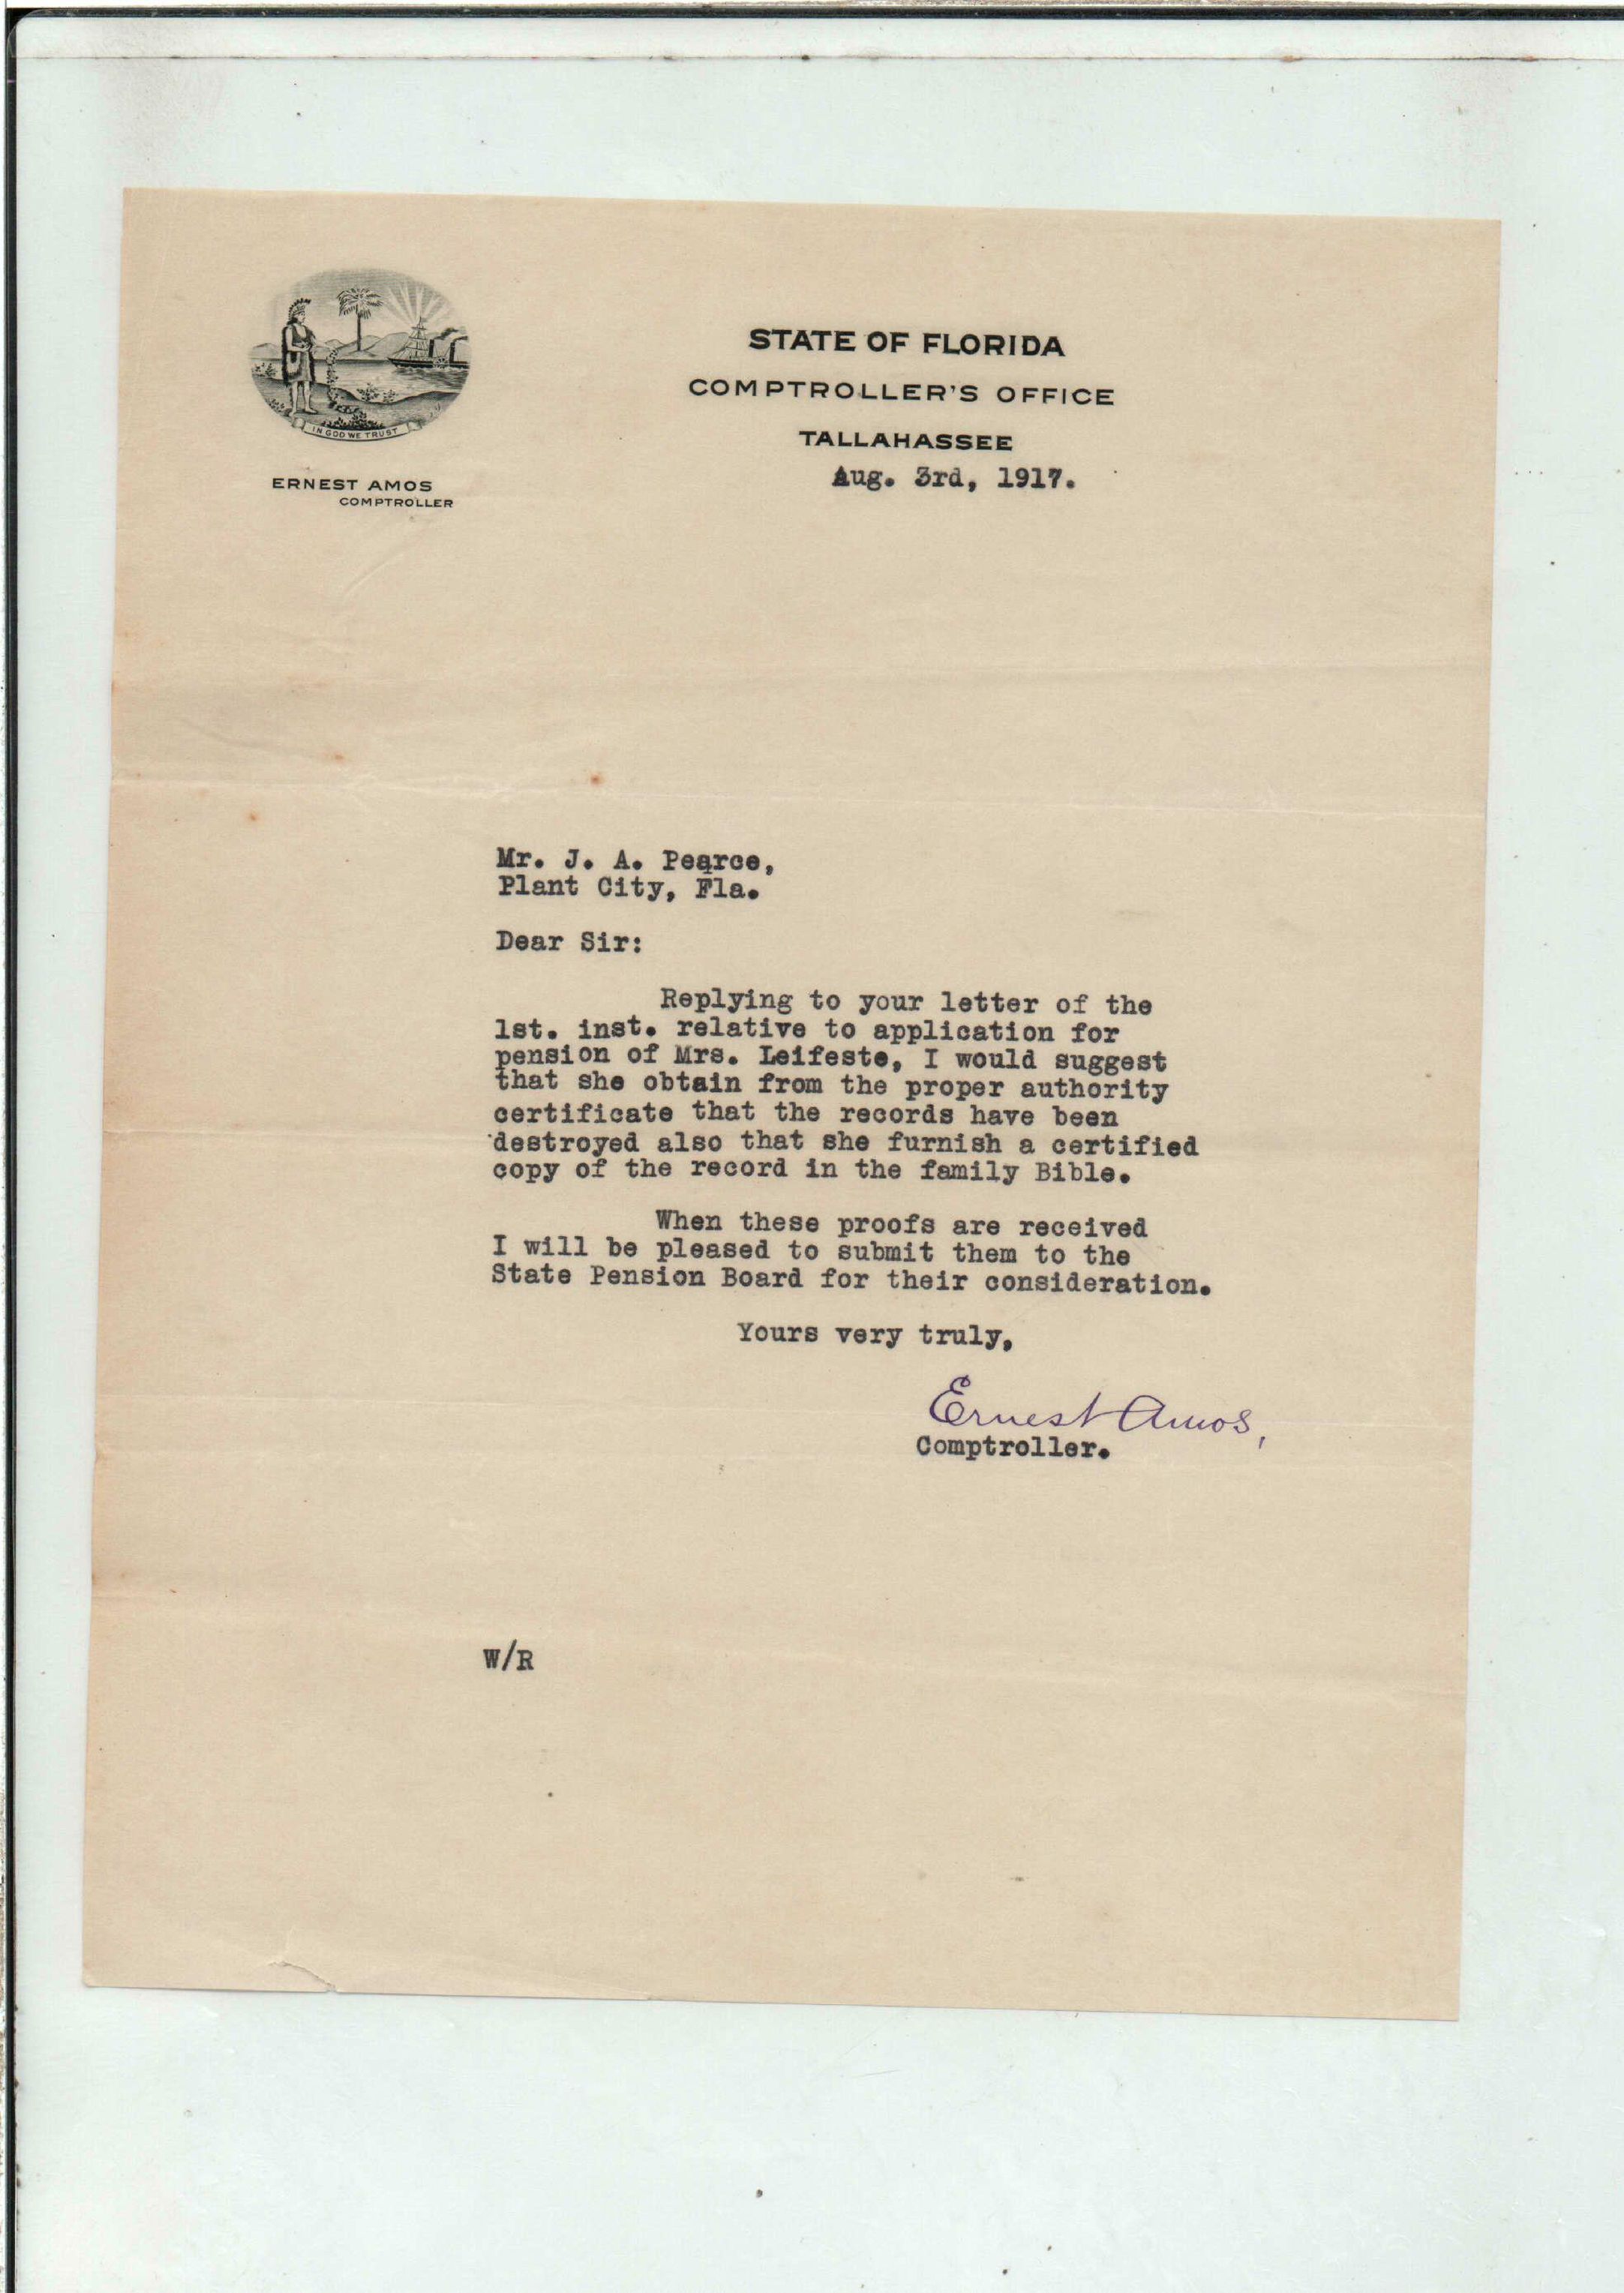 IN GOD WE TRUST
ERNEST AMOS
COMPTROLLER
STATE OF FLORIDA
COMPTROLLER'S OFFICE
TALLAHASSEE
Aug. 3rd, 1917.
Mr. J. A. Pearce,
Plant City, Fla.
Dear Sir:
Replying to your letter of the
1st. inst. relative to application for
pension of Mrs. Leifeste, I would suggest
that she obtain from the proper authority
certificate that the records have been
destroyed also that she furnish a certified
copy of the record in the family Bible.
When these proofs are received
I will be pleased to submit them to the
State Pension Board for their consideration.
Yours very truly,
Ernest Amos,
Comptroller.
W/R